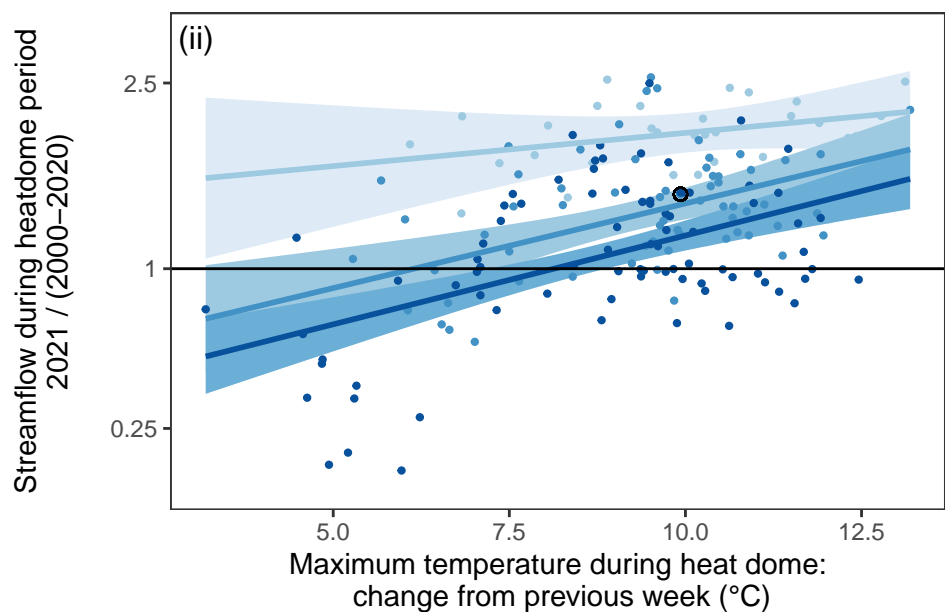 (ii)
Streamflow during heatdome period
2021 / (2000–2020)
2.5
1
0.25
5.0 7.5 10.0 12.5
Maximum temperature during heat dome:
change from previous week (°C)